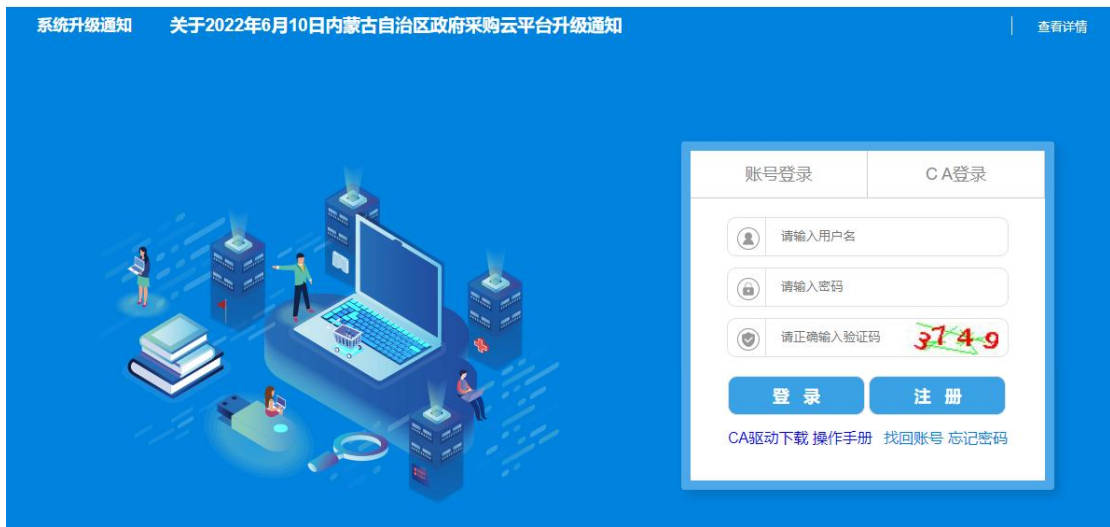 系统升级通知 关于2022年6月10日内蒙古自治区政府采购云平台升级通知 查看详情
账号登录 CA登录
请输入用户名
请输入密码
请正确输入验证码 3749
登 录 注 册
CA驱动下载 操作手册 找回账号 忘记密码